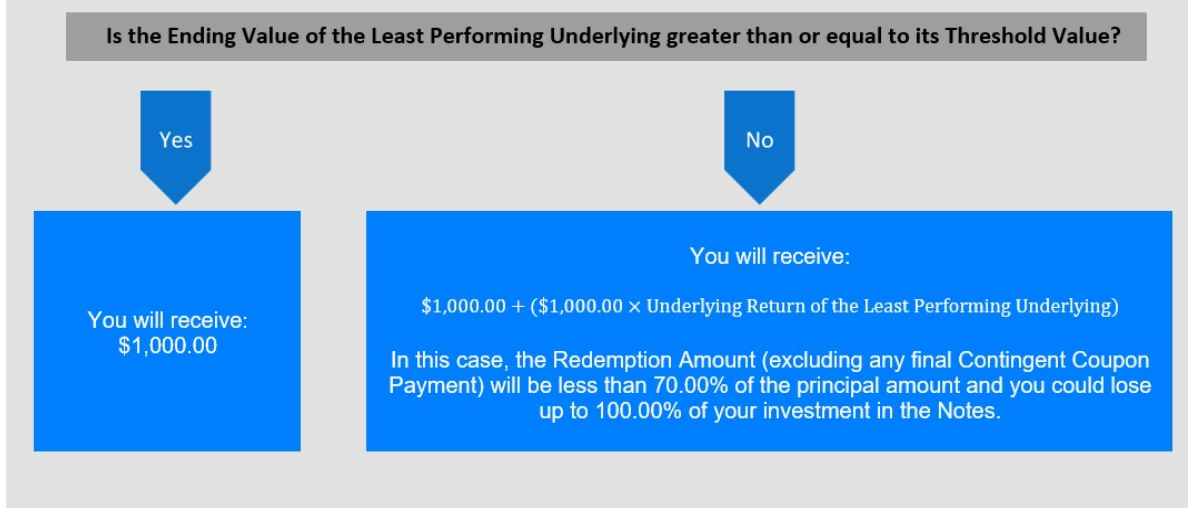 Is the Ending Value of the Least Performing Underlying greater than or equal to its Threshold Value?
Yes
No
You will receive:
$1,000.00
You will receive:
$1,000.00 + ($1,000.00 × Underlying Return of the Least Performing Underlying)
In this case, the Redemption Amount (excluding any final Contingent Coupon
Payment) will be less than 70.00% of the principal amount and you could lose
up to 100.00% of your investment in the Notes.